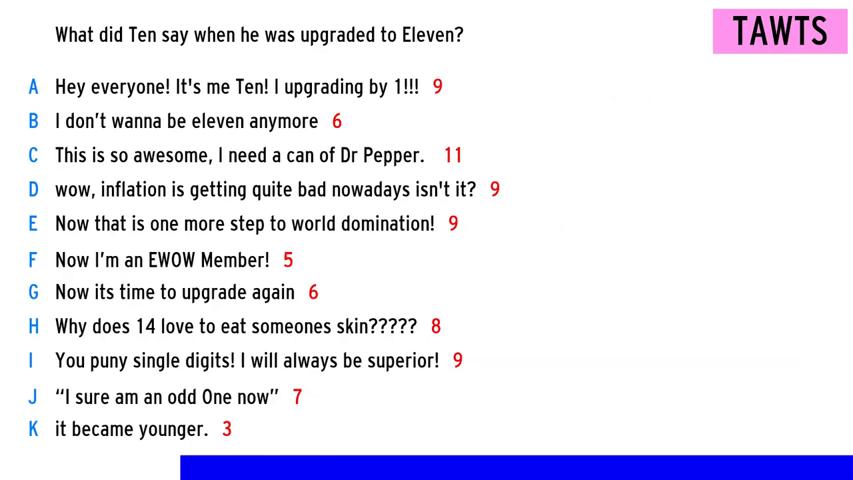 What did Ten say when he was upgraded to Eleven?
TAWTS
A Hey everyone! It's me Ten! I upgrading by 1!!! 9
B I don’t wanna be eleven anymore 6
C This is so awesome, I need a can of Dr Pepper. 11
D wow, inflation is getting quite bad nowadays isn't it? 9
E Now that is one more step to world domination! 9
F Now I’m an EWOW Member! 5
G Now its time to upgrade again 6
H Why does 14 love to eat someones skin????? 8
I You puny single digits! I will always be superior! 9
J “I sure am an odd One now” 7
K it became younger. 3